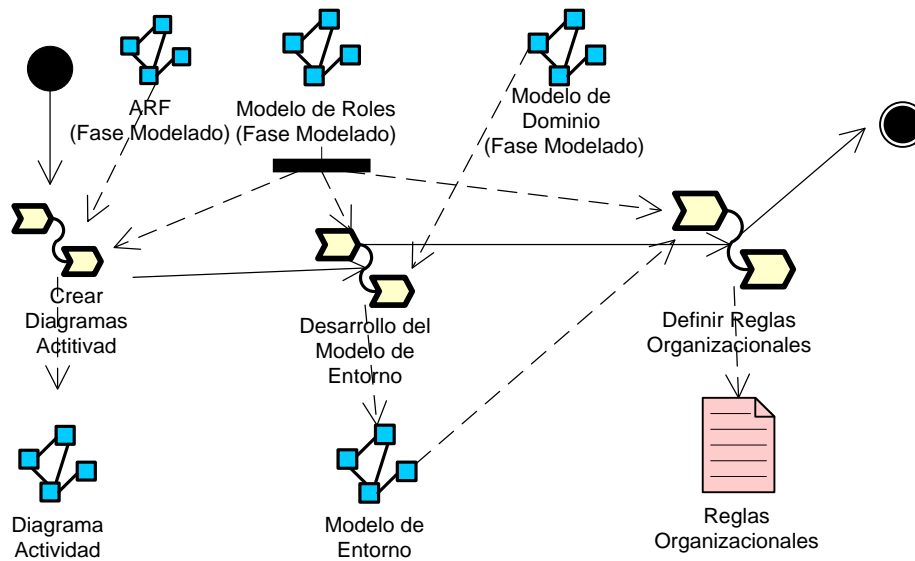 ARF
(Fase Modelado)
Modelo de Roles
(Fase Modelado)
Modelo de
Dominio
(Fase Modelado)
Crear
Diagramas
Actitivad
Desarrollo del
Modelo de
Entorno
Definir Reglas
Organizacionales
Diagrama
Actividad
Modelo de
Entorno
Reglas
Organizacionales